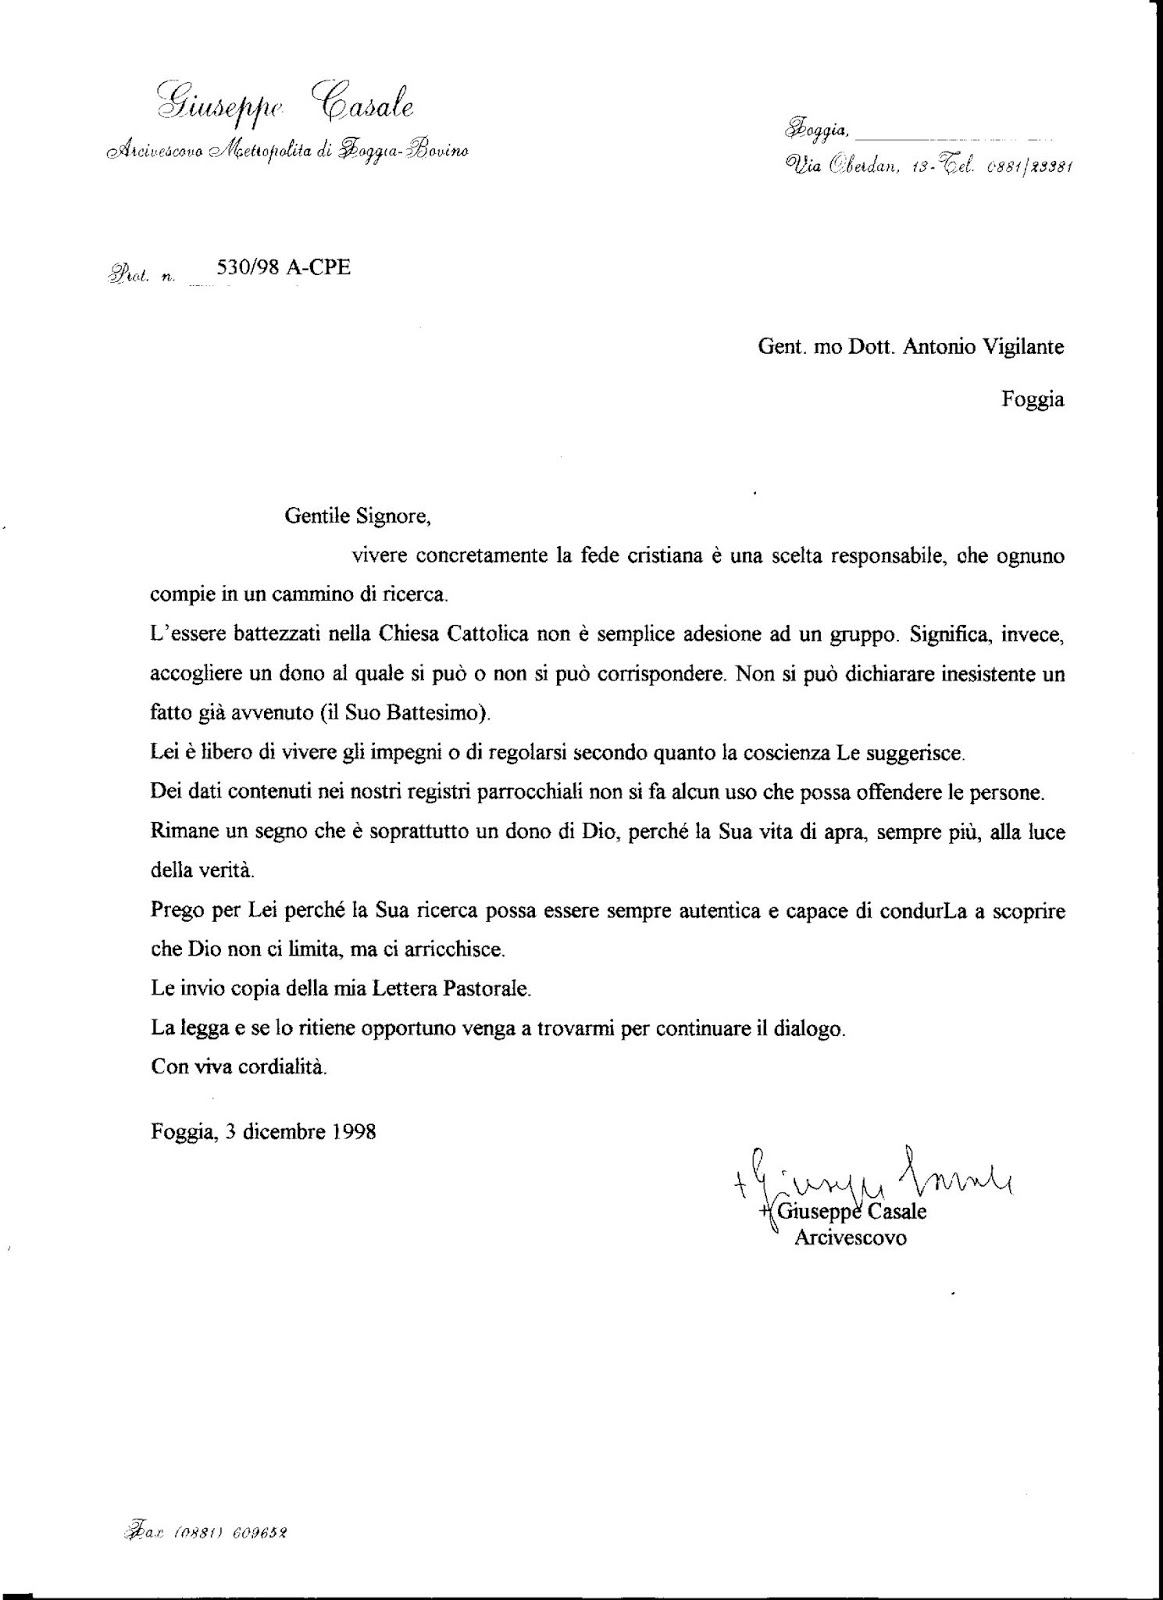 Giuseppe Casale
Arcivescovo Metropolita di Foggia-Bovino
Foggia,
Via Oberdan, 13-Tel. 0881/23381
Prot. n. 530/98 A-CPE
Gent. mo Dott. Antonio Vigilante
Foggia
Gentile Signore,
vivere concretamente la fede cristiana è una scelta responsabile, che ognuno
compie in un cammino di ricerca.
L'essere battezzati nella Chiesa Cattolica non è semplice adesione ad un gruppo. Significa, invece,
accogliere un dono al quale si può o non si può corrispondere. Non si può dichiarare inesistente un
fatto già avvenuto (il Suo Battesimo).
Lei è libero di vivere gli impegni o di regolarsi secondo quanto la coscienza Le suggerisce.
Dei dati contenuti nei nostri registri parrocchiali non si fa alcun uso che possa offendere le persone.
Rimane un segno che è soprattutto un dono di Dio, perché la Sua vita di apra, sempre più, alla luce
della verità.
Prego per Lei perché la Sua ricerca possa essere sempre autentica e capace di condurLa a scoprire
che Dio non ci limita, ma ci arricchisce.
Le invio copia della mia Lettera Pastorale.
La legga e se lo ritiene opportuno venga a trovarmi per continuare il dialogo.
Con viva cordialità.
Foggia, 3 dicembre 1998
+ Giuseppe Casale
+ Giuseppe Casale
Arcivescovo
Fax (0881) 609652